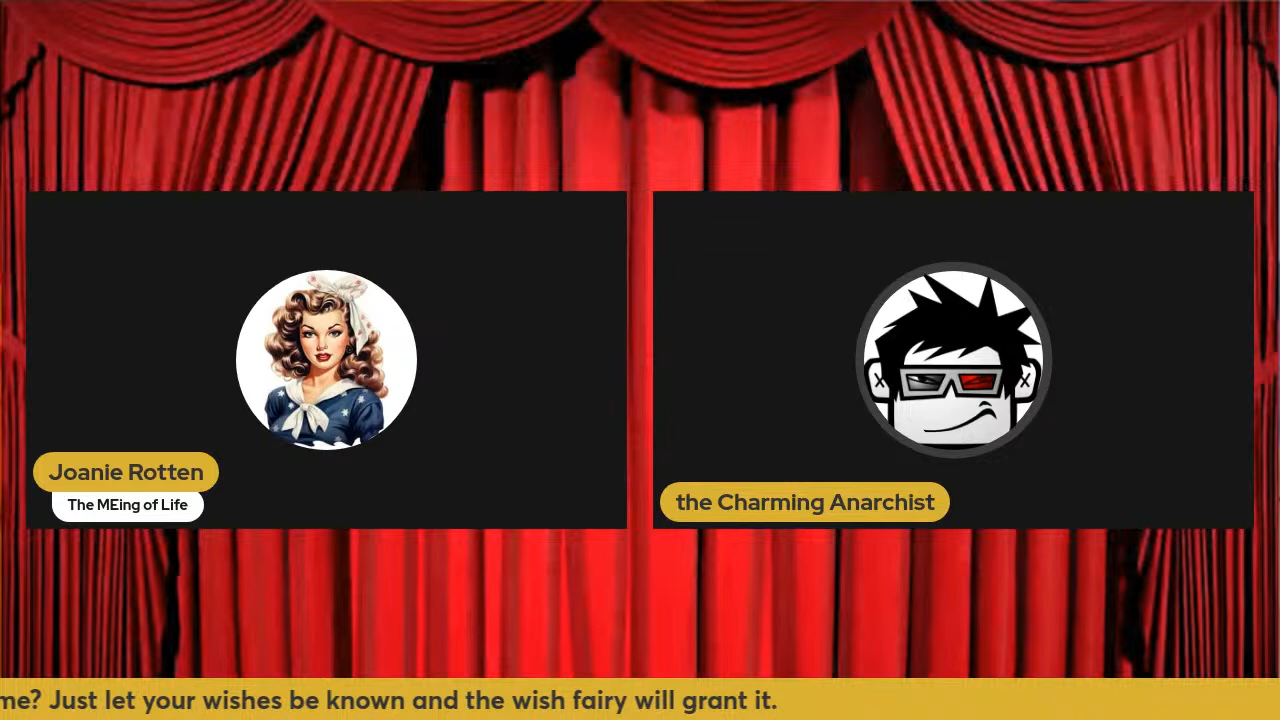 Joanie Rotten
The MEing of Life
the Charming Anarchist
me? Just let your wishes be known and the wish fairy will grant it.